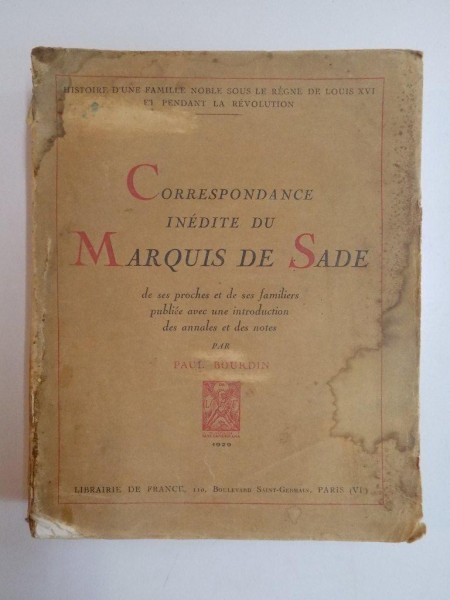 HISTOIRE D'UNE FAMILLE NOBLE SOUS LE RÈGNE DE LOUIS XVI
ET PENDANT LA RÉVOLUTION
CORRESPONDANCE
INÉDITE DU
MARQUIS DE SADE
de ses proches et de ses familiers
publiée avec une introduction
des annales et des notes
PAR
PAUL BOURDIN
1929
LIBRAIRIE DE FRANCE, 110, BOULEVARD SAINT-GERMAIN, PARIS (VIᵉ)